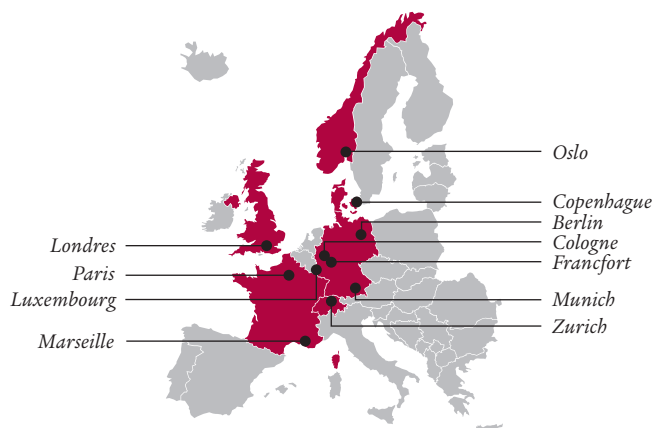 Oslo
Copenhague
Berlin
Cologne
Francfort
Munich
Zurich
Londres
Paris
Luxembourg
Marseille